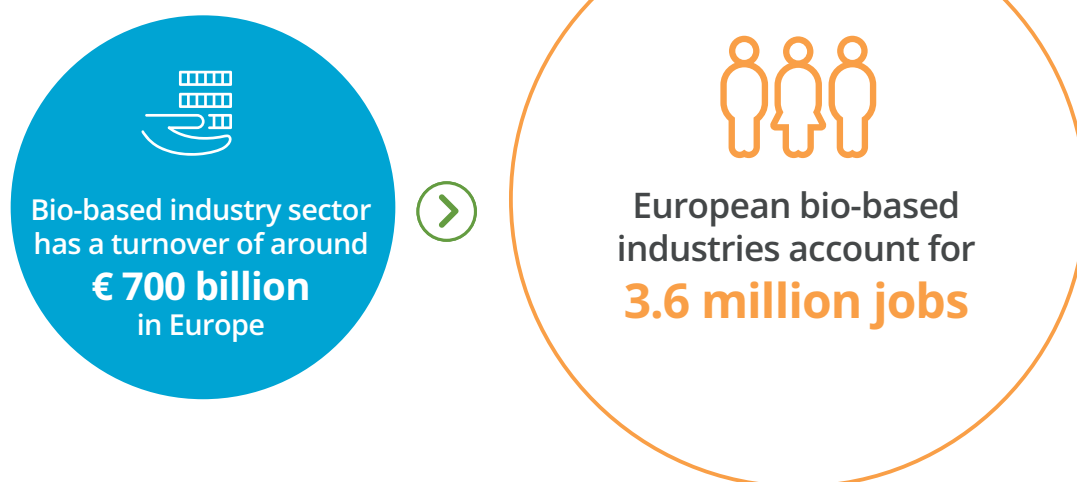 Bio-based industry sector
has a turnover of around
€ 700 billion
in Europe
European bio-based
industries account for
3.6 million jobs